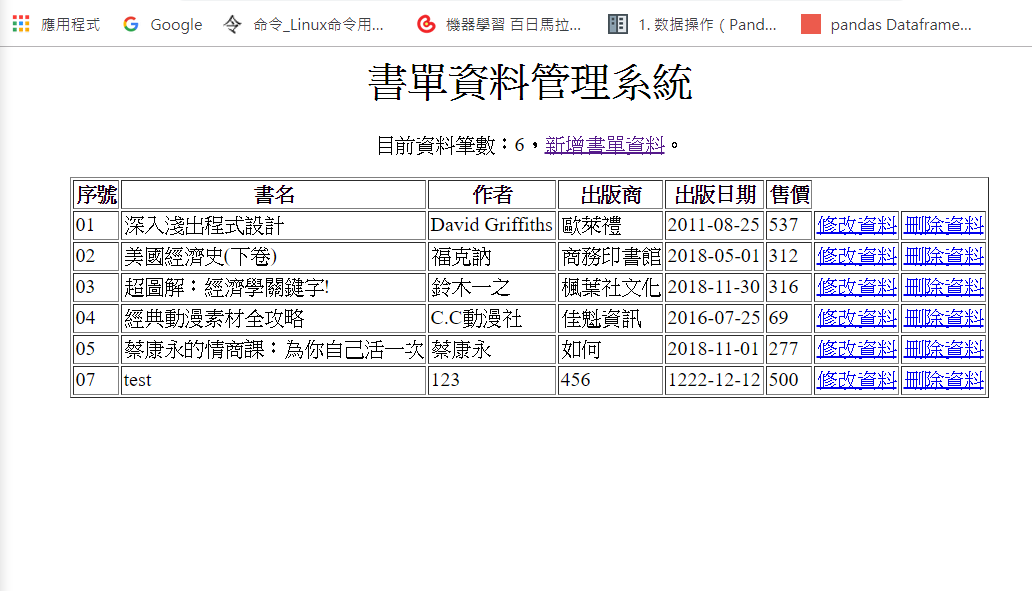 應用程式 Google 命令_Linux命令用... 機器學習 百日馬拉... 1. 数据操作 ( Pand... pandas Dataframe...
書單資料管理系統
目前資料筆數：6，新增書單資料。
序號 書名 作者 出版商 出版日期 售價
01 深入淺出程式設計 David Griffiths 歐萊禮 2011-08-25 537 修改資料 刪除資料
02 美國經濟史(下卷) 福克訥 商務印書館 2018-05-01 312 修改資料 刪除資料
03 超圖解：經濟學關鍵字! 鈴木一之 楓葉社文化 2018-11-30 316 修改資料 刪除資料
04 經典動漫素材全攻略 C.C動漫社 佳魁資訊 2016-07-25 69 修改資料 刪除資料
05 蔡康永的情商課：為你自己活一次 蔡康永 如何 2018-11-01 277 修改資料 刪除資料
07 test 123 456 1222-12-12 500 修改資料 刪除資料